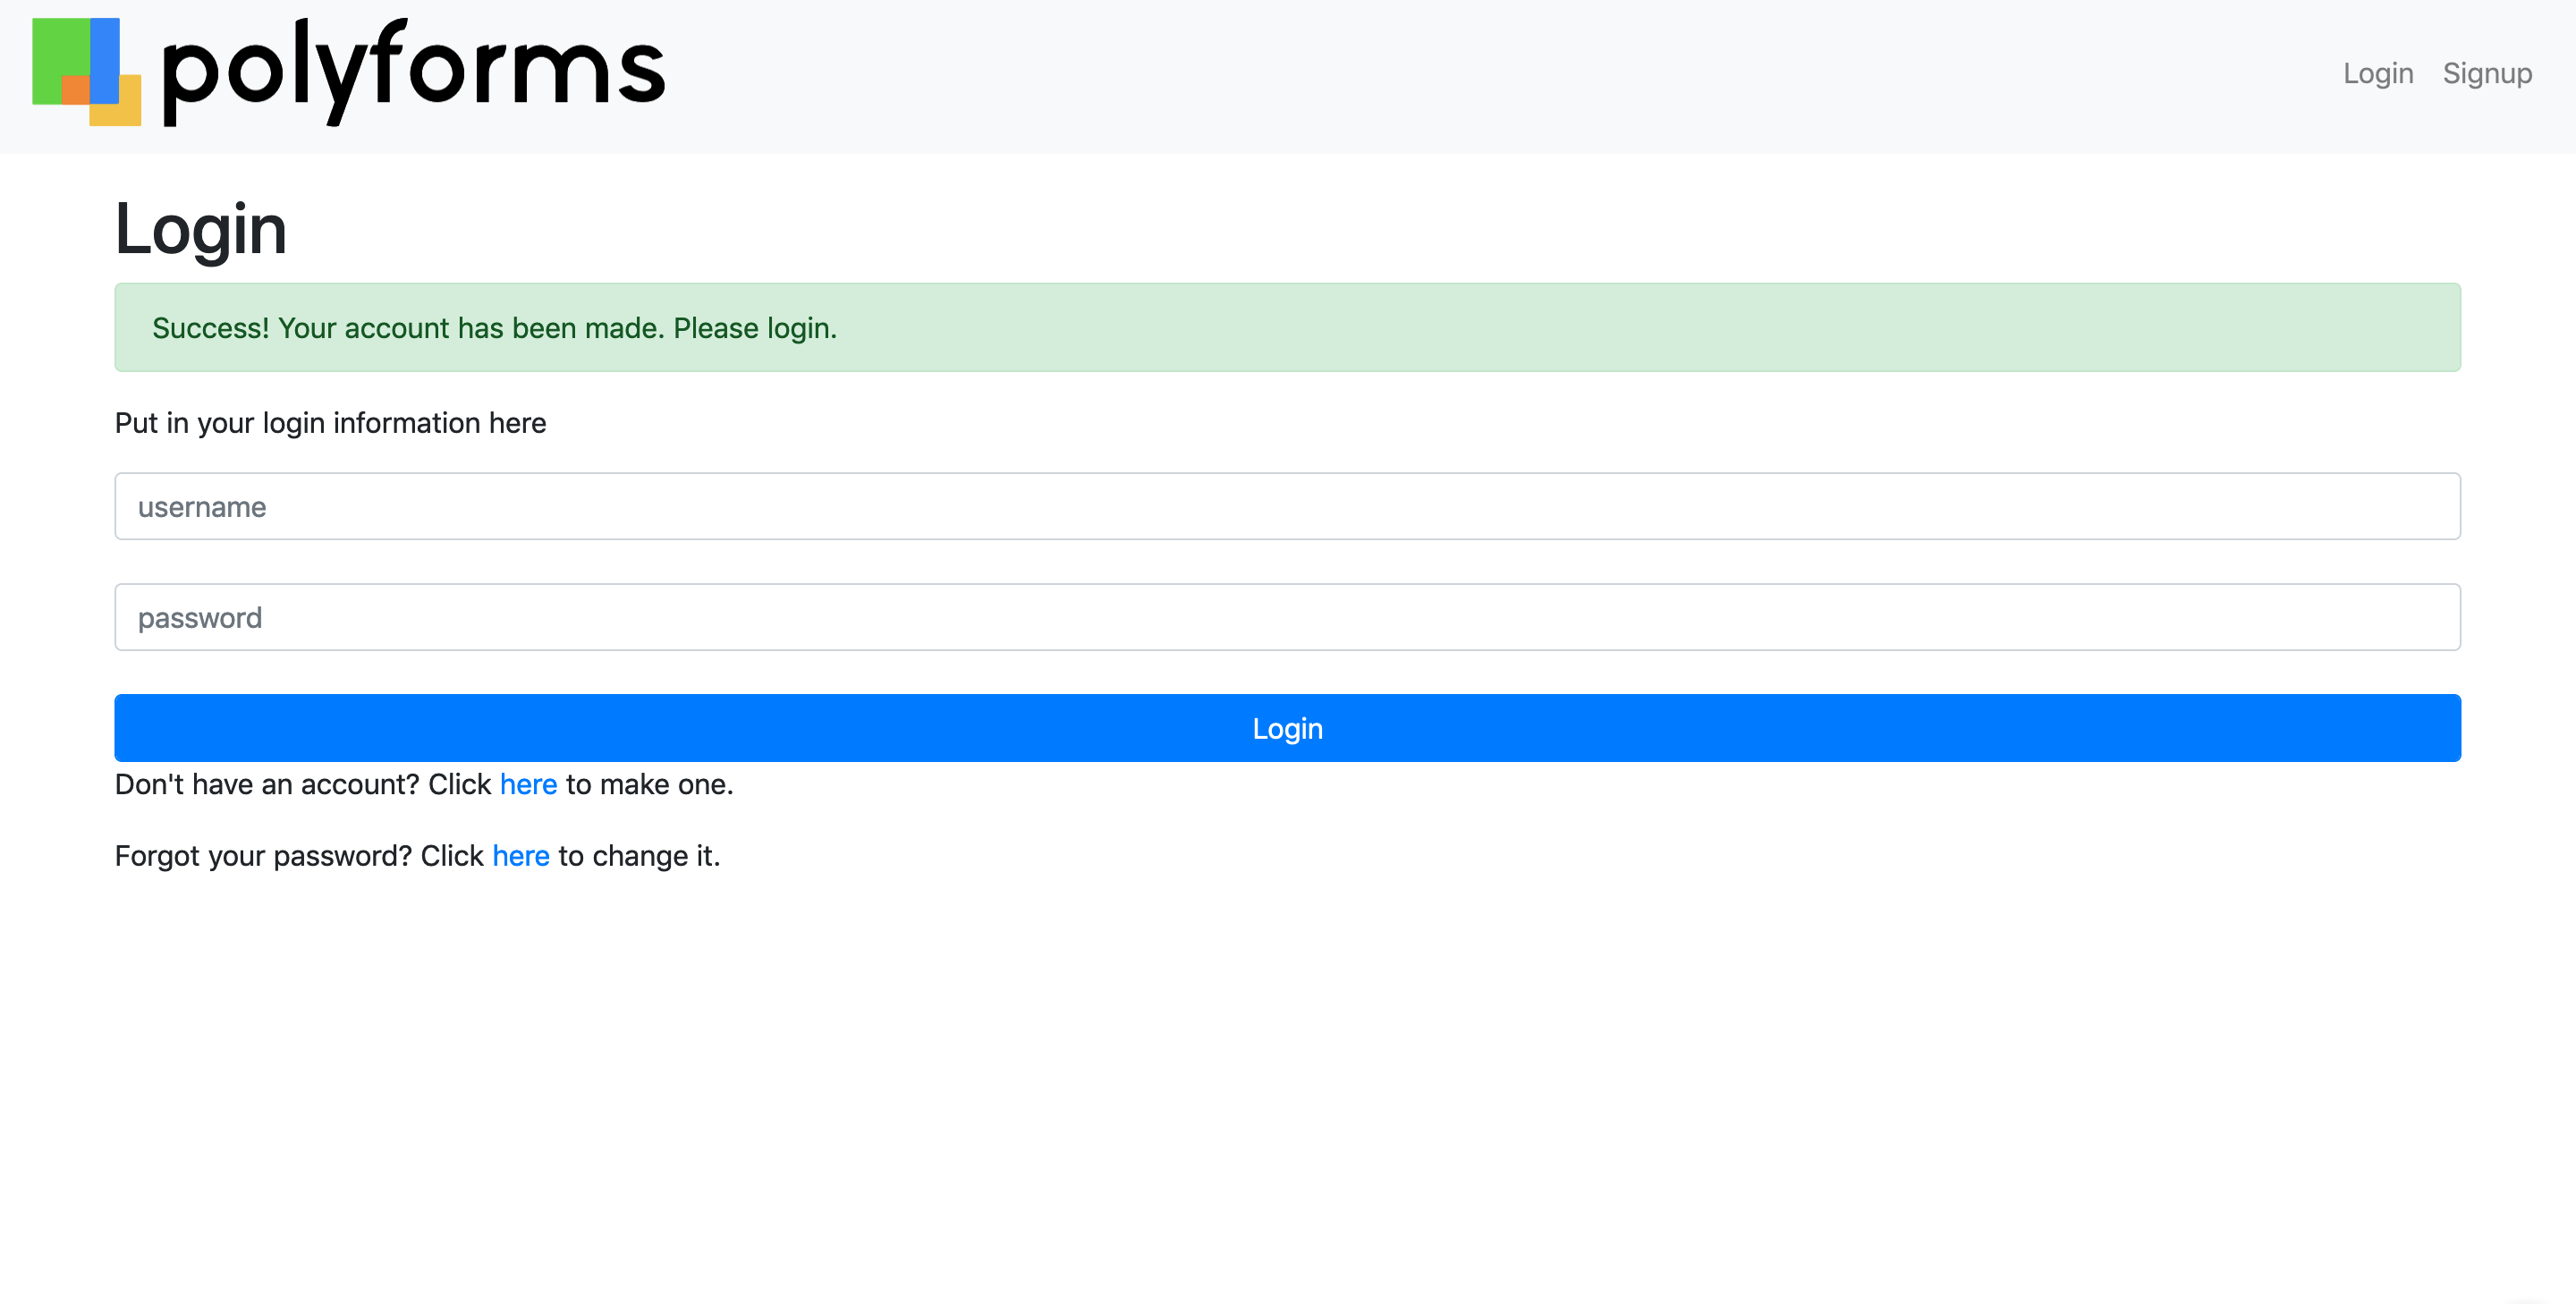 polyforms
Login Signup
Login
Success! Your account has been made. Please login.
Put in your login information here
username
password
Login
Don't have an account? Click here to make one.
Forgot your password? Click here to change it.